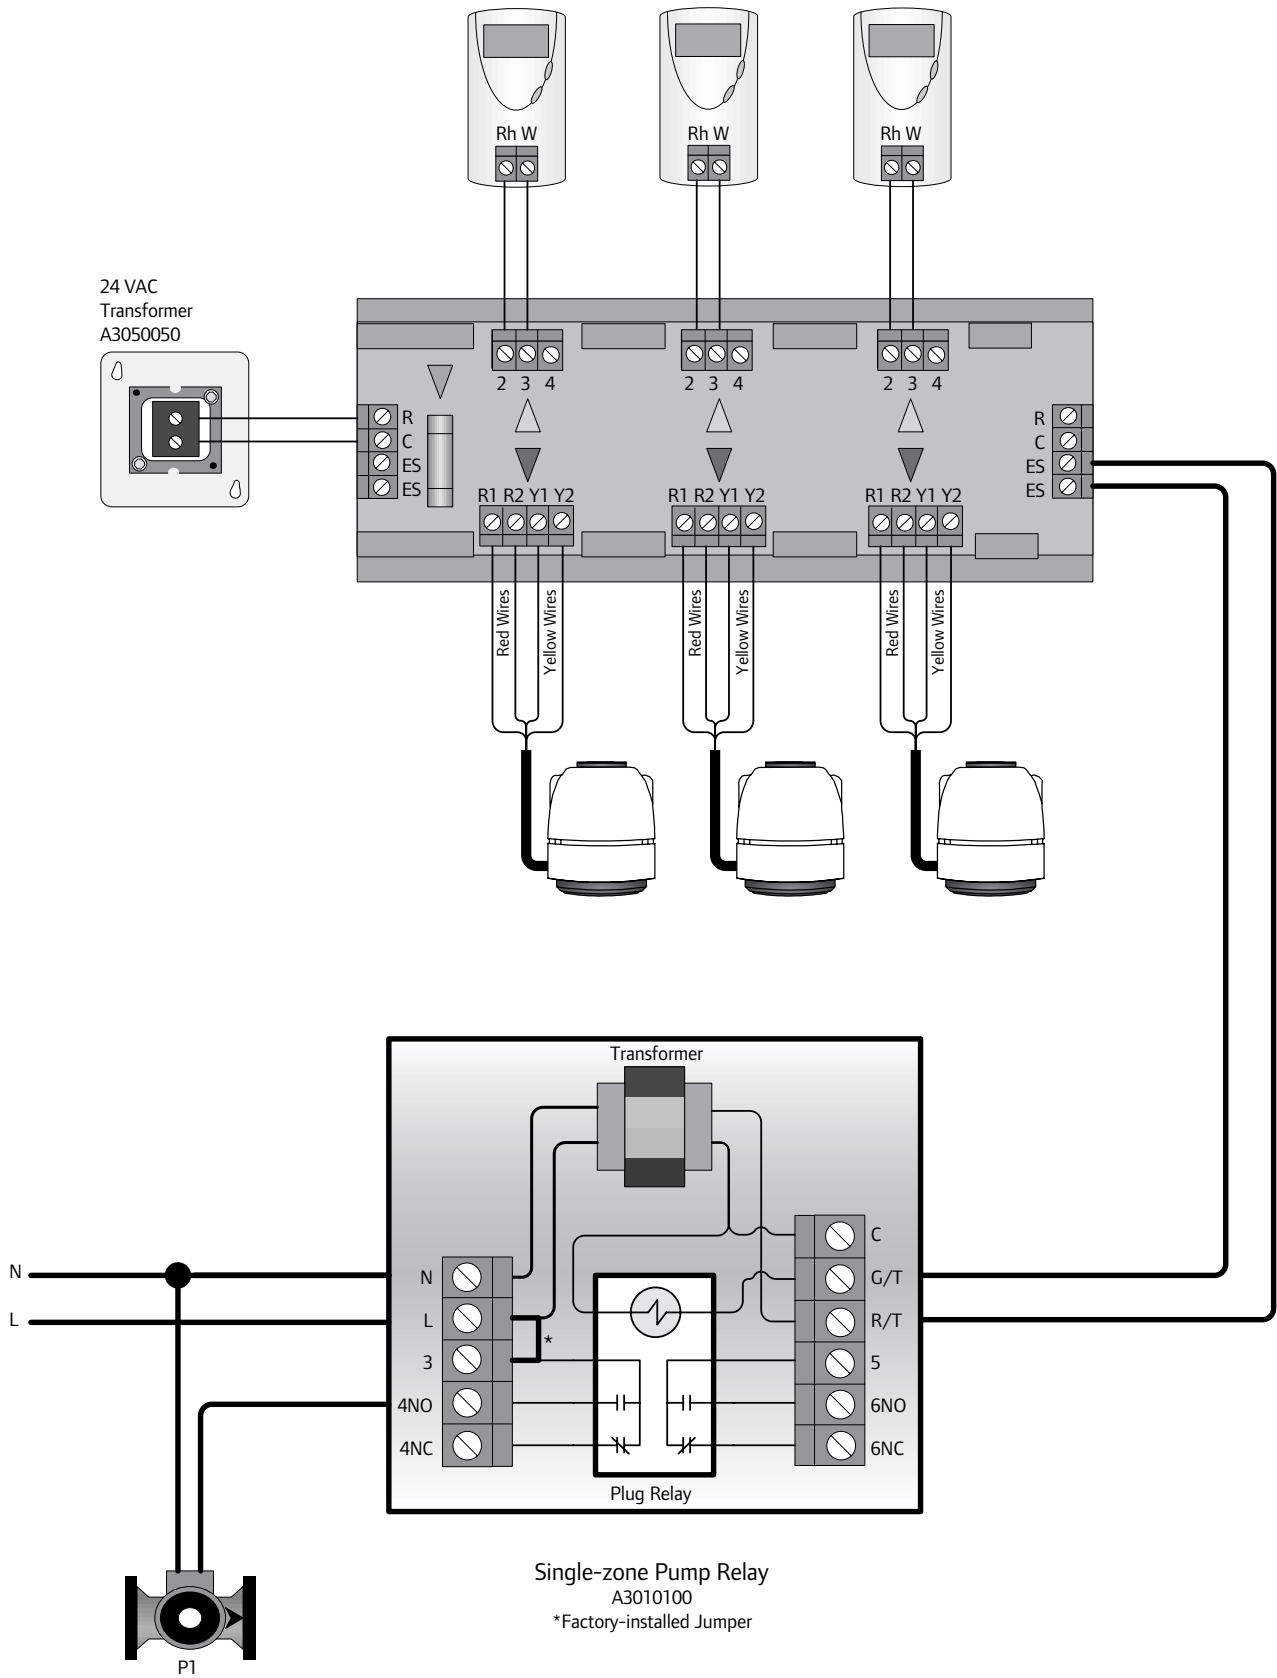 Rh W
Rh W
Rh W
24 VAC
Transformer
A3050050
2 3 4
2 3 4
2 3 4
R
C
ES
ES
R
C
ES
ES
R1 R2 Y1 Y2
R1 R2 Y1 Y2
R1 R2 Y1 Y2
Red Wires
Yellow Wires
Red Wires
Yellow Wires
Red Wires
Yellow Wires
Transformer
N
L
N
L
3
4NO
4NC
*
C
G/T
R/T
5
6NO
6NC
Plug Relay
Single-zone Pump Relay
A3010100
*Factory-installed Jumper
P1